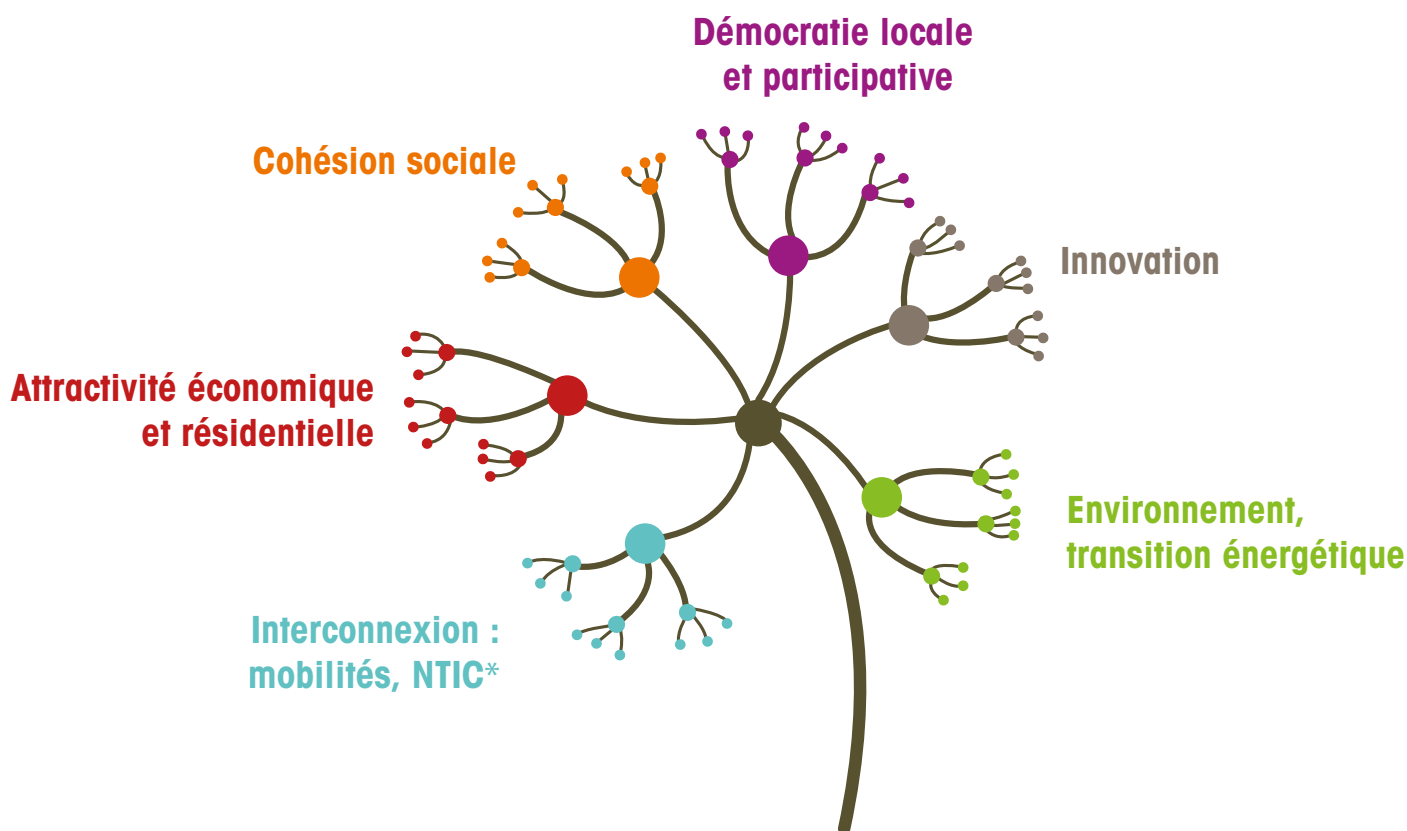 Démocratie locale
et participative
Cohésion sociale
Innovation
Attractivité économique
et résidentielle
Environnement,
transition énergétique
Interconnexion :
mobilités, NTIC*